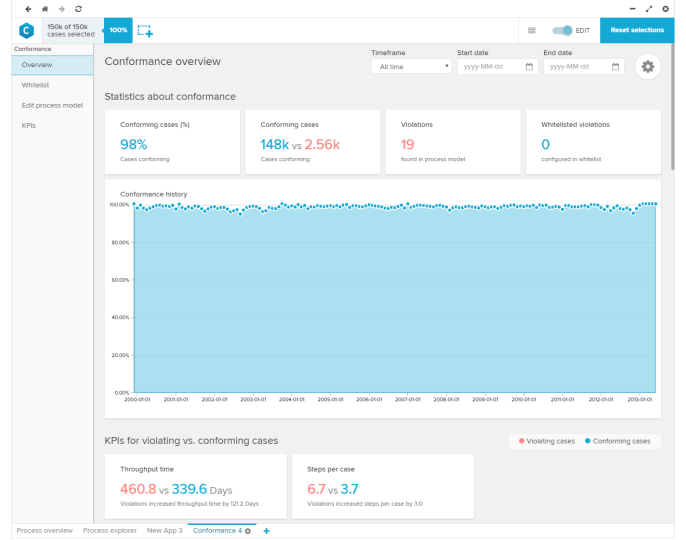 C
150k of 150k
cases selected
100%
EDIT
Reset selections
Conformance
Overview
Whitelist
Edit process model
KPIs
Conformance overview
Timeframe
All time
Start date
yyyy-MM-dd
End date
yyyy-MM-dd
Statistics about conformance
Conforming cases (%)
98%
Cases conforming
Conforming cases
148k vs 2.56k
Cases conforming
Violations
19
found in process model
Whitelisted violations
0
configured in whitelist
Conformance history
100.00%
80.00%
60.00%
40.00%
20.00%
0.00%
2000-01-01 2001-01-01 2002-01-01 2003-01-01 2004-01-01 2005-01-01 2006-01-01 2007-01-01 2008-01-01 2009-01-01 2010-01-01 2011-01-01 2012-01-01 2013-01-01
KPIs for violating vs. conforming cases
Violating cases Conforming cases
Throughput time
460.8 vs 339.6 Days
Violations increased throughput time by 121.2 Days
Steps per case
6.7 vs 3.7
Violations increased steps per case by 3.0
Process overview Process explorer New App 3 Conformance 4